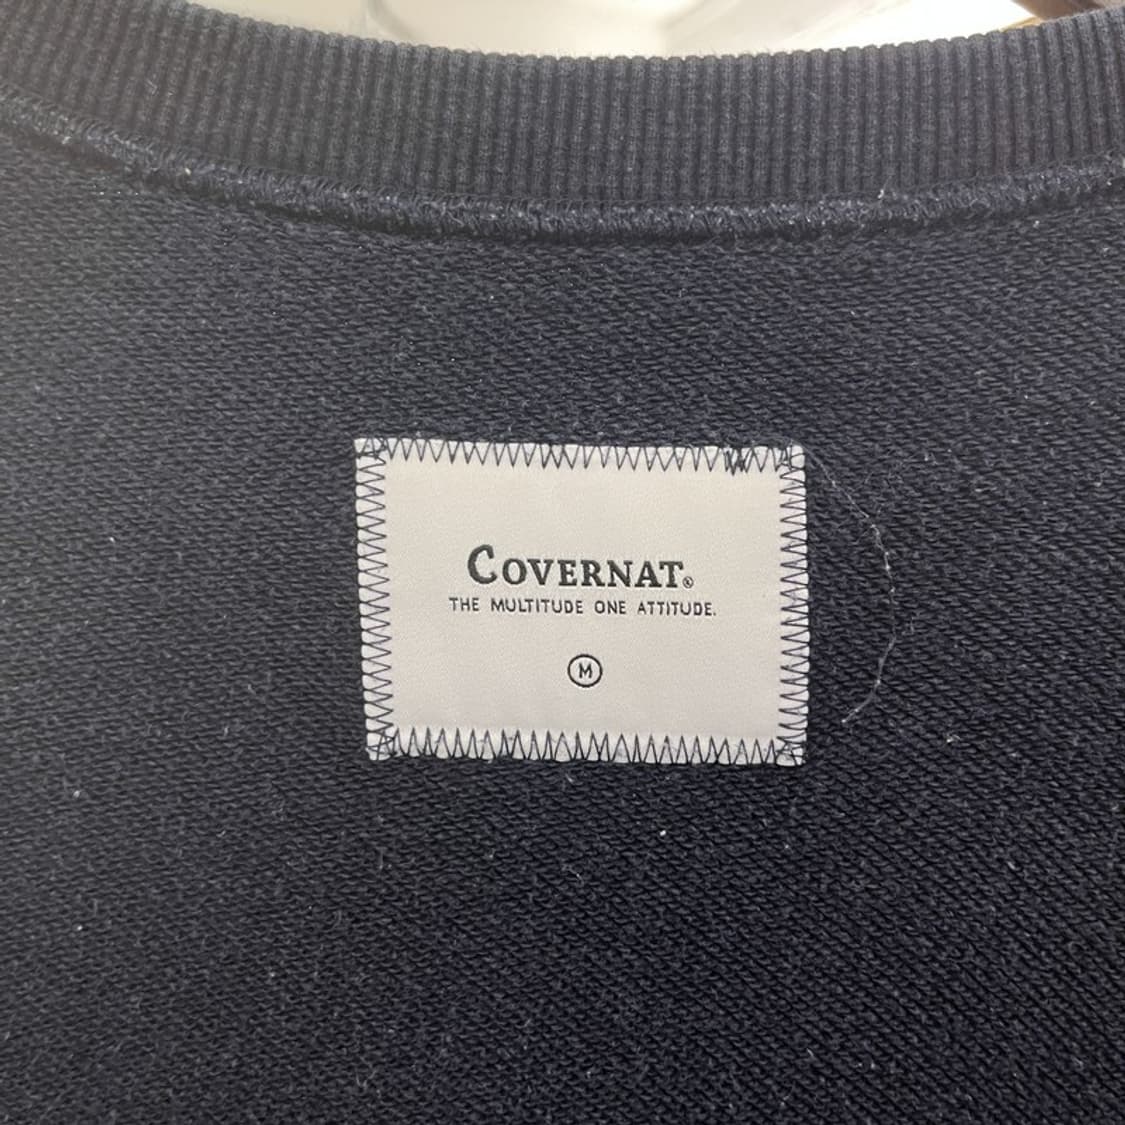 COVERNAT®
THE MULTITUDE ONE ATTITUDE.
M